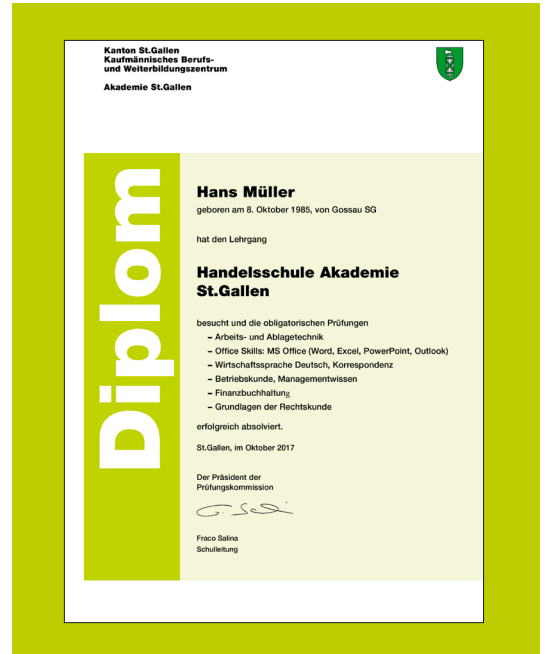 Kanton St.Gallen
Kaufmännisches Berufs-
und Weiterbildungszentrum
Akademie St.Gallen
Diplom
Hans Müller
geboren am 8. Oktober 1985, von Gossau SG
hat den Lehrgang
Handelsschule Akademie
St.Gallen
besucht und die obligatorischen Prüfungen
– Arbeits- und Ablagetechnik
– Office Skills: MS Office (Word, Excel, PowerPoint, Outlook)
– Wirtschaftssprache Deutsch, Korrespondenz
– Betriebskunde, Managementwissen
– Finanzbuchhaltung
– Grundlagen der Rechtskunde
erfolgreich absolviert.
St.Gallen, im Oktober 2017
Der Präsident der
Prüfungskommission
Fraco Salina
Schulleitung